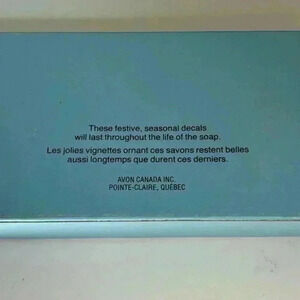 These festive, seasonal decals
will last throughout the life of the soap.
Les jolies vignettes ornant ces savons restent belles
aussi longtemps que durent ces derniers.
AVON CANADA INC.
POINTE-CLAIRE, QUÉBEC